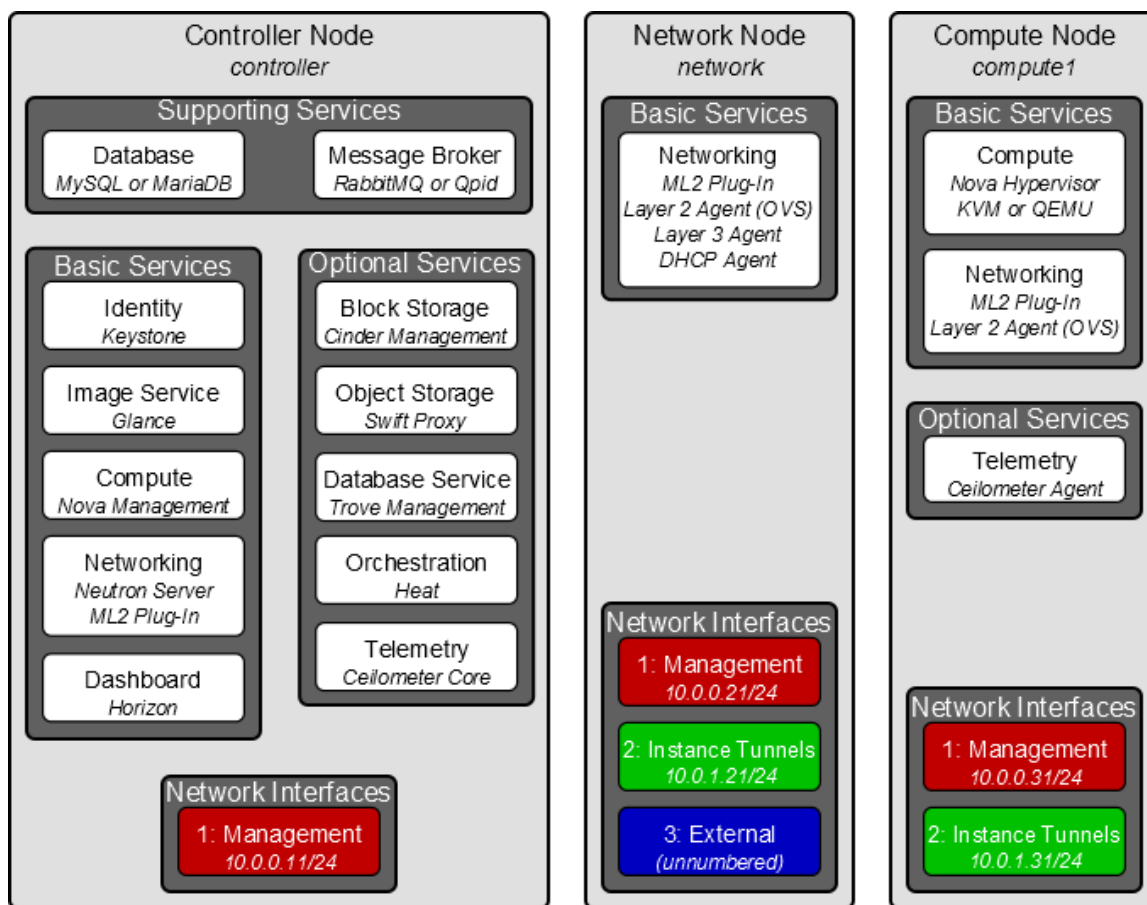 Controller Node
controller
Supporting Services
Database
MySQL or MariaDB
Message Broker
RabbitMQ or Qpid
Basic Services
Identity
Keystone
Image Service
Glance
Compute
Nova Management
Networking
Neutron Server
ML2 Plug-In
Dashboard
Horizon
Optional Services
Block Storage
Cinder Management
Object Storage
Swift Proxy
Database Service
Trove Management
Orchestration
Heat
Telemetry
Ceilometer Core
Network Interfaces
1: Management
10.0.0.11/24
Network Node
network
Basic Services
Networking
ML2 Plug-In
Layer 2 Agent (OVS)
Layer 3 Agent
DHCP Agent
Network Interfaces
1: Management
10.0.0.21/24
2: Instance Tunnels
10.0.1.21/24
3: External
(unnumbered)
Compute Node
compute1
Basic Services
Compute
Nova Hypervisor
KVM or QEMU
Networking
ML2 Plug-In
Layer 2 Agent (OVS)
Optional Services
Telemetry
Ceilometer Agent
Network Interfaces
1: Management
10.0.0.31/24
2: Instance Tunnels
10.0.1.31/24